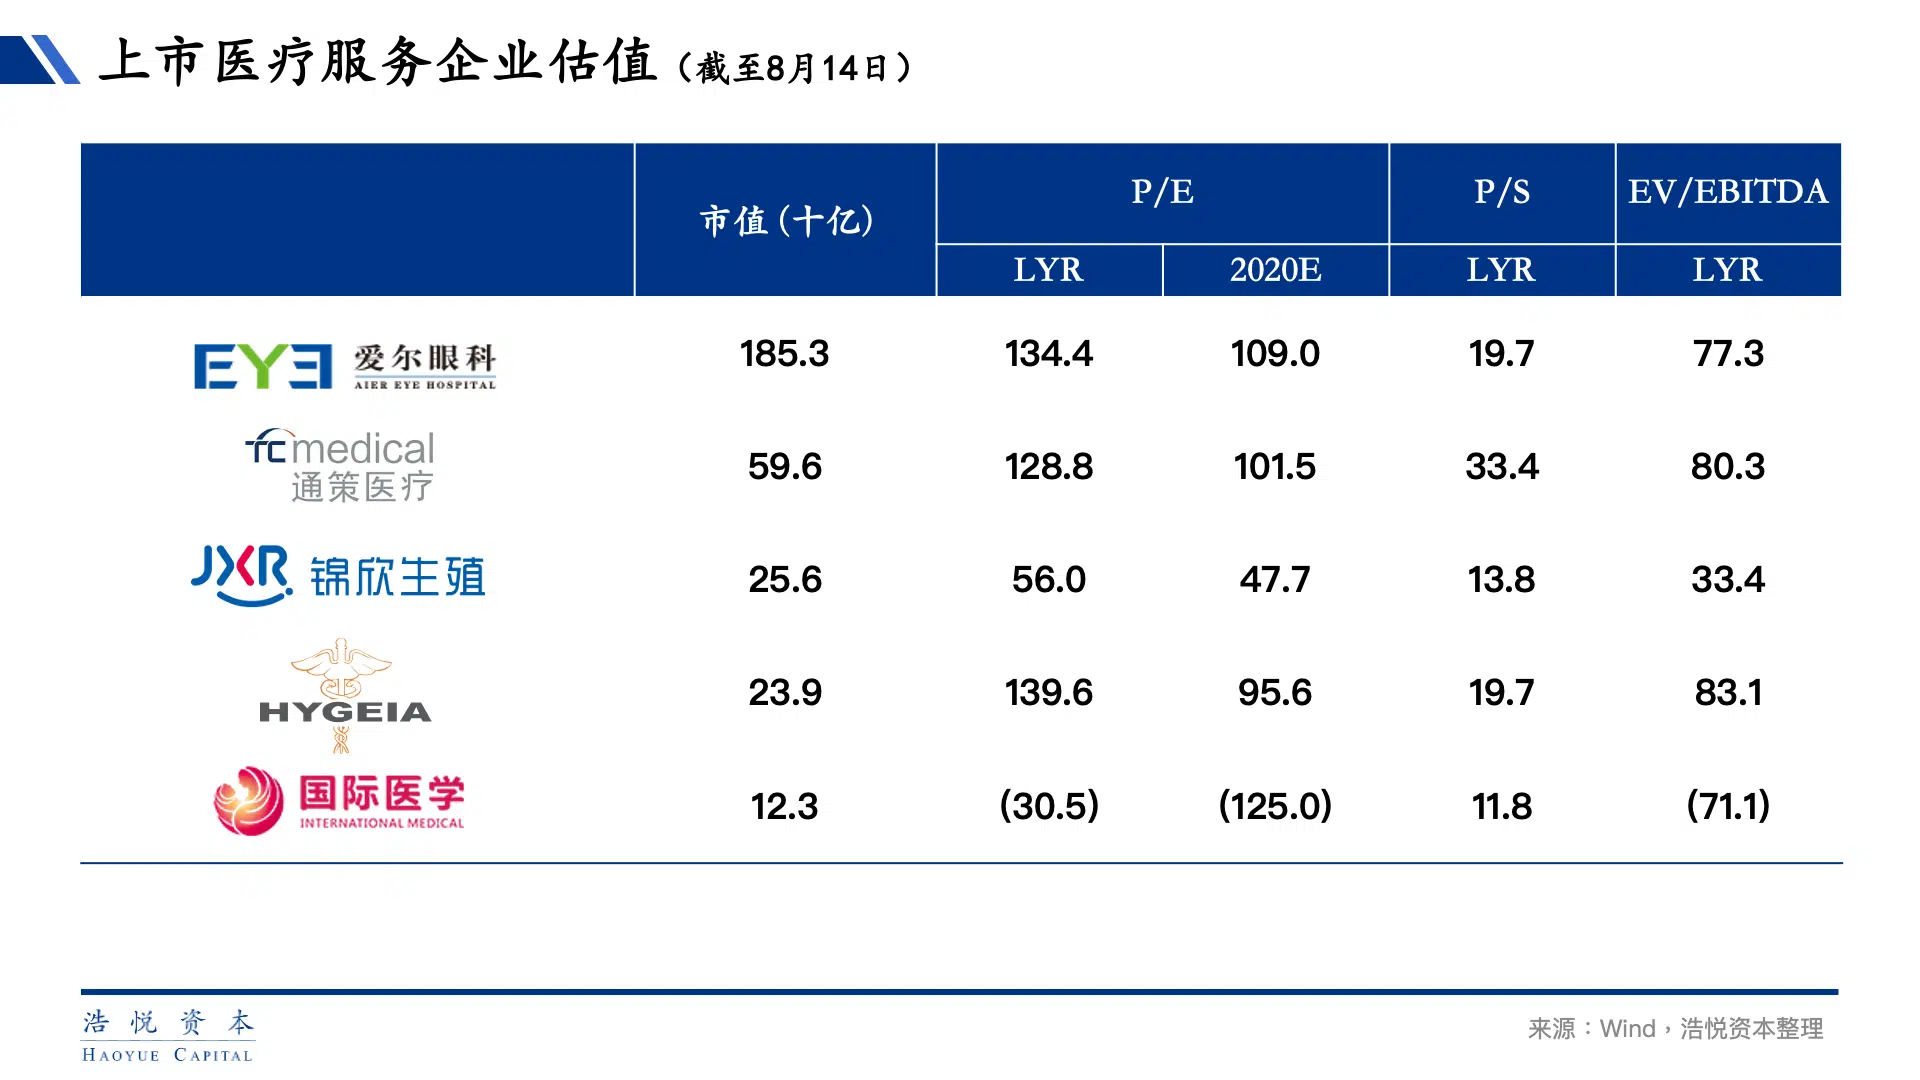 上市医疗服务企业估值（截至8月14日）
市值(十亿) P/E P/S EV/EBITDA
LYR 2020E LYR LYR
EYE 爱尔眼科 185.3 134.4 109.0 19.7 77.3
AIER EYE HOSPITAL
TCmedical 59.6 128.8 101.5 33.4 80.3
通策医疗
JXR 锦欣生殖 25.6 56.0 47.7 13.8 33.4
HYGEIA 23.9 139.6 95.6 19.7 83.1
国际医学 12.3 (30.5) (125.0) 11.8 (71.1)
INTERNATIONAL MEDICAL
浩悦资本
HAOYUE CAPITAL
来源：Wind，浩悦资本整理